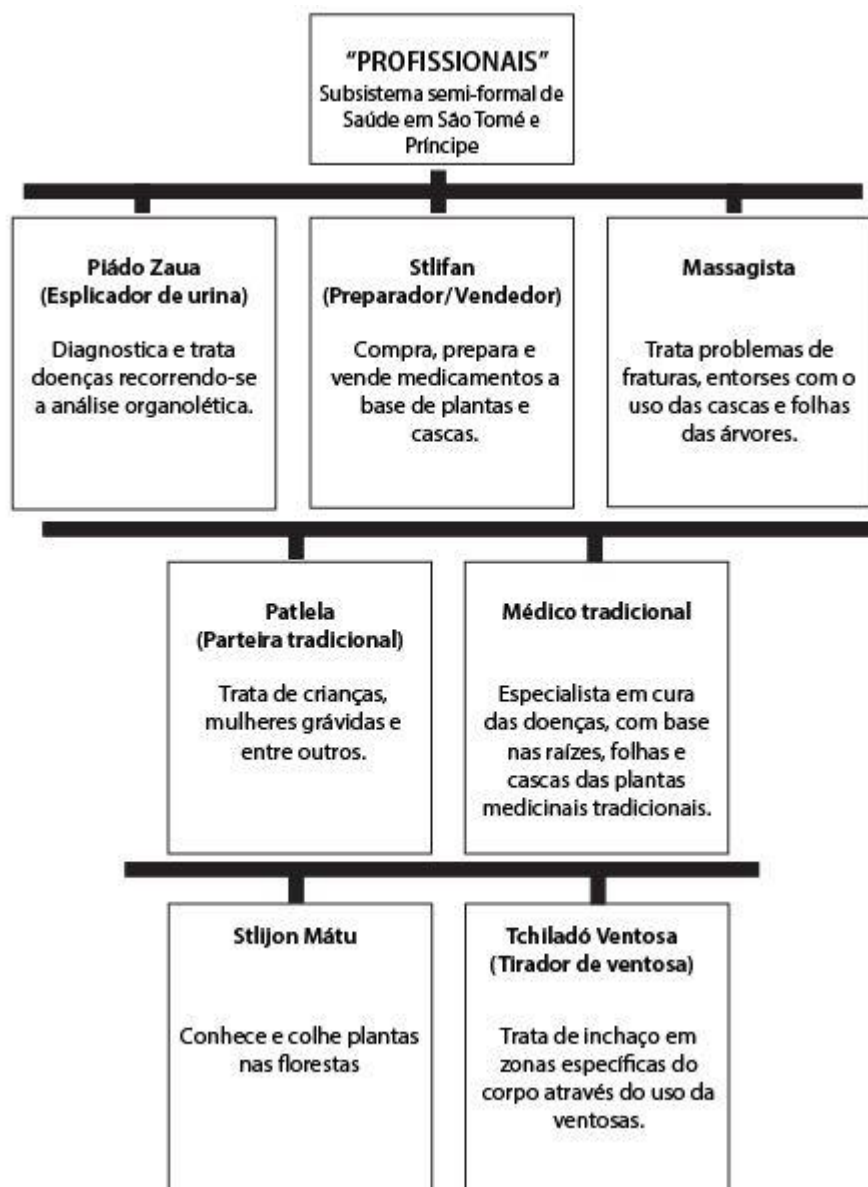 “PROFISSIONAIS”
Subsistema semi-formal de
Saúde em São Tomé e
Príncipe
Piádo Zaua
(Esplicador de urina)
Diagnostica e trata
doenças recorrendo-se
a análise organolética.
Stlifan
(Preparador/Vendedor)
Compra, prepara e
vende medicamentos a
base de plantas e
cascas.
Massagista
Trata problemas de
fraturas, entorses com o
uso das cascas e folhas
das árvores.
Patlela
(Parteira tradicional)
Trata de crianças,
mulheres grávidas e
entre outros.
Médico tradicional
Especialista em cura
das doenças, com base
nas raízes, folhas e
cascas das plantas
medicinais tradicionais.
Stlijon Mátu
Conhece e colhe plantas
nas florestas
Tchiladó Ventosa
(Tirador de ventosa)
Trata de inchaço em
zonas específicas do
corpo através do uso da
ventosas.